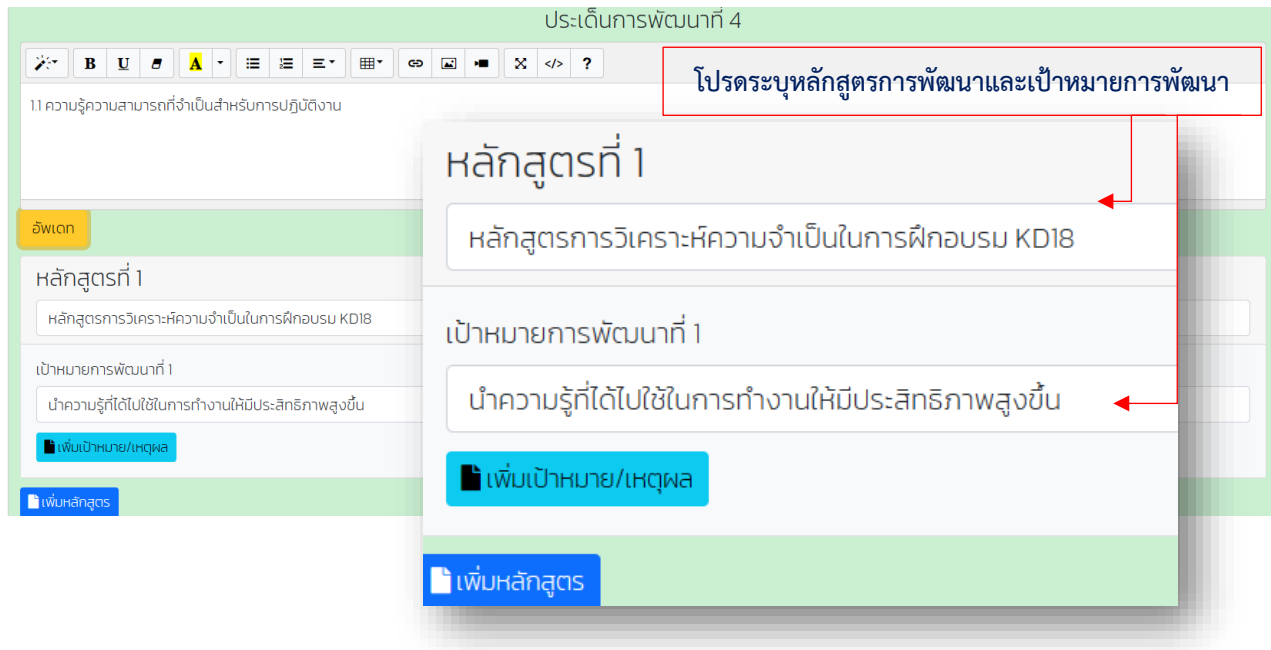 ประเด็นการพัฒนาที่ 4
B U A </> ?
โปรดระบุหลักสูตรการพัฒนาและเป้าหมายการพัฒนา
1.1 ความรู้ความสามารถที่จำเป็นสำหรับการปฏิบัติงาน
อัพเดท
หลักสูตรที่ 1
หลักสูตรการวิเคราะห์ความจำเป็นในการฝึกอบรม KD18
เป้าหมายการพัฒนาที่ 1
นำความรู้ที่ได้ไปใช้ในการทำงานให้มีประสิทธิภาพสูงขึ้น
เพิ่มเป้าหมาย/เหตุผล
เพิ่มหลักสูตร
หลักสูตรที่ 1
หลักสูตรการวิเคราะห์ความจำเป็นในการฝึกอบรม KD18
เป้าหมายการพัฒนาที่ 1
นำความรู้ที่ได้ไปใช้ในการทำงานให้มีประสิทธิภาพสูงขึ้น
เพิ่มเป้าหมาย/เหตุผล
เพิ่มหลักสูตร